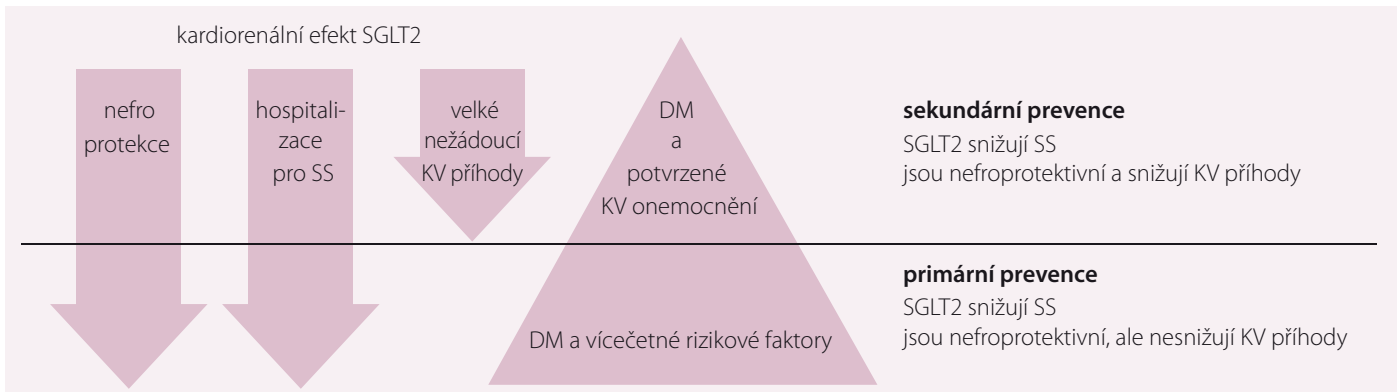 kardiorenální efekt SGLT2
nefro
protekce
hospitali-
zace
pro SS
velké
nežádoucí
KV příhody
DM
a
potvrzené
KV onemocnění
sekundární prevence
SGLT2 snižují SS
jsou nefroprotektivní a snižují KV příhody
DM a vícečetné rizikové faktory
primární prevence
SGLT2 snižují SS
jsou nefroprotektivní, ale nesnižují KV příhody